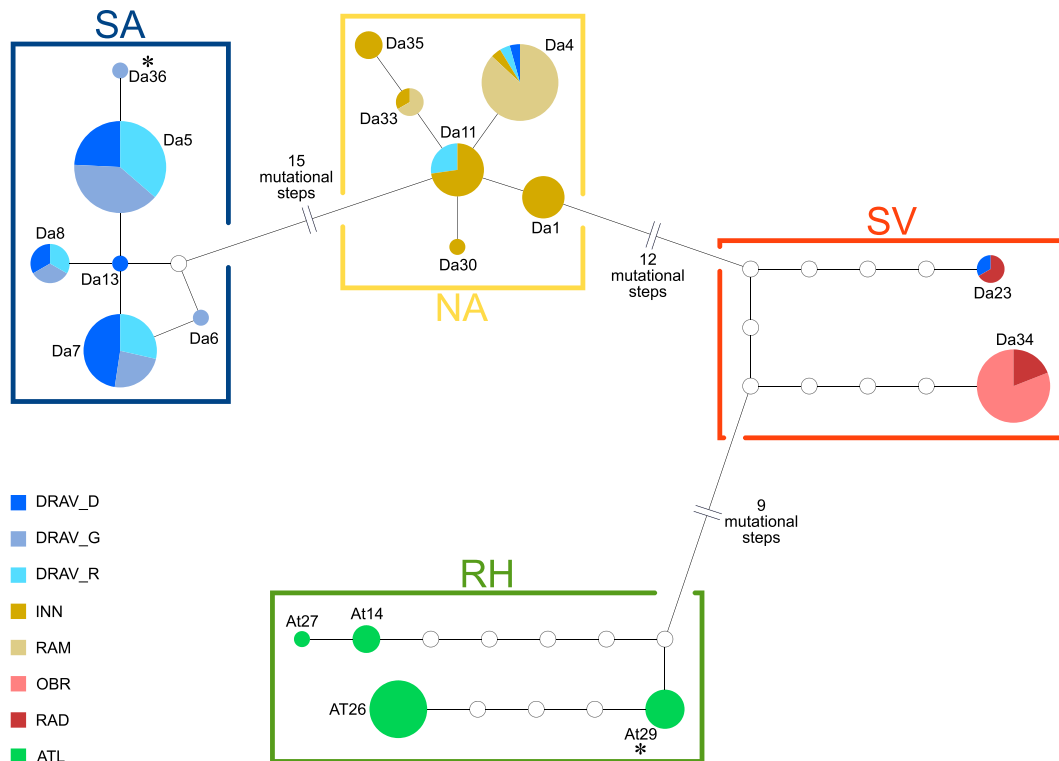 SA
Da36
*
Da5
Da8
Da13
Da7
Da6
15
mutational
steps
Da35
Da4
Da33
Da11
Da1
Da30
NA
12
mutational
steps
SV
Da23
Da34
9
mutational
steps
RH
At27
At14
AT26
At29
*
DRAV_D
DRAV_G
DRAV_R
INN
RAM
OBR
RAD
ATL